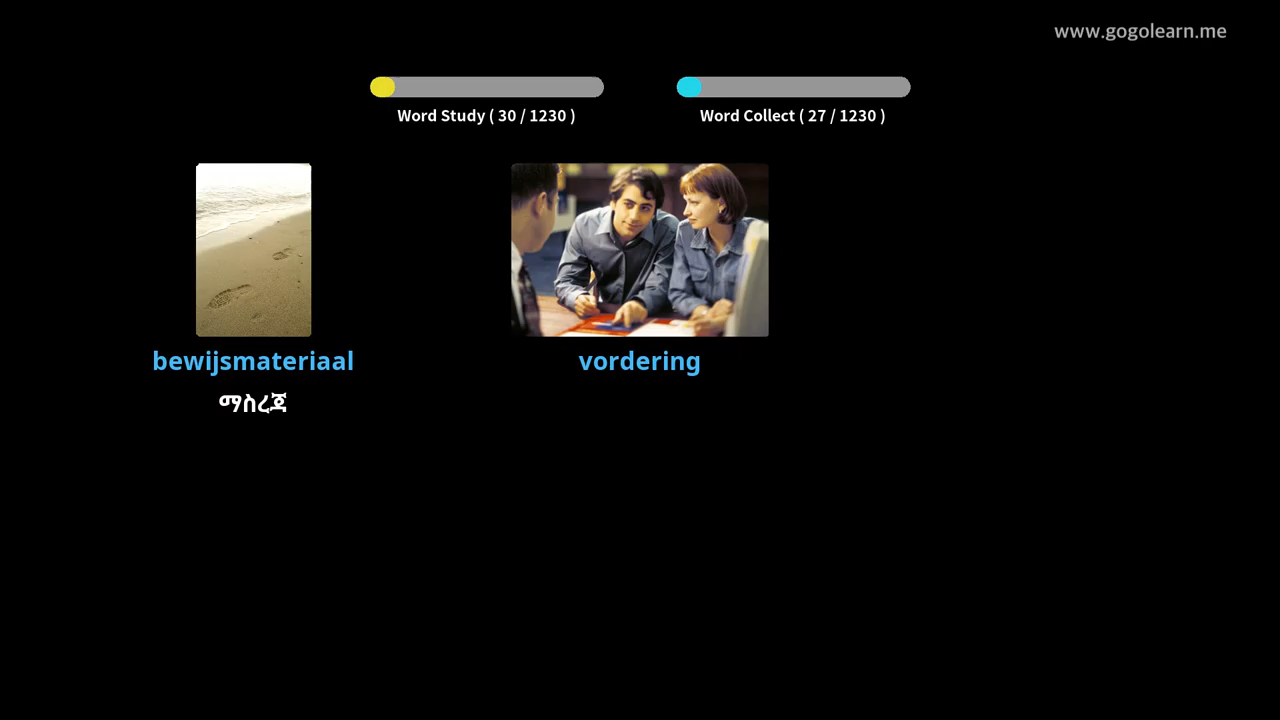 www.gogolearn.me
Word Study ( 30 / 1230 )
Word Collect ( 27 / 1230 )
bewijsmateriaal
vordering
ማስረጃ